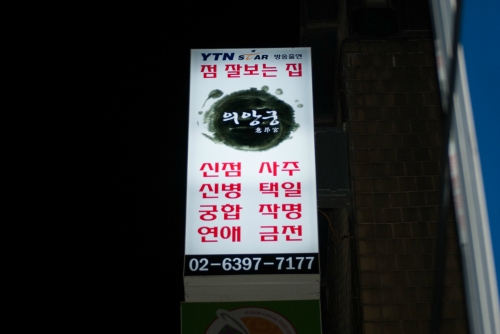 YTN STAR 방송출연
점 잘보는 집
의앙궁
신점 사주
신병 택일
궁합 작명
연애 금전
02-6397-7177